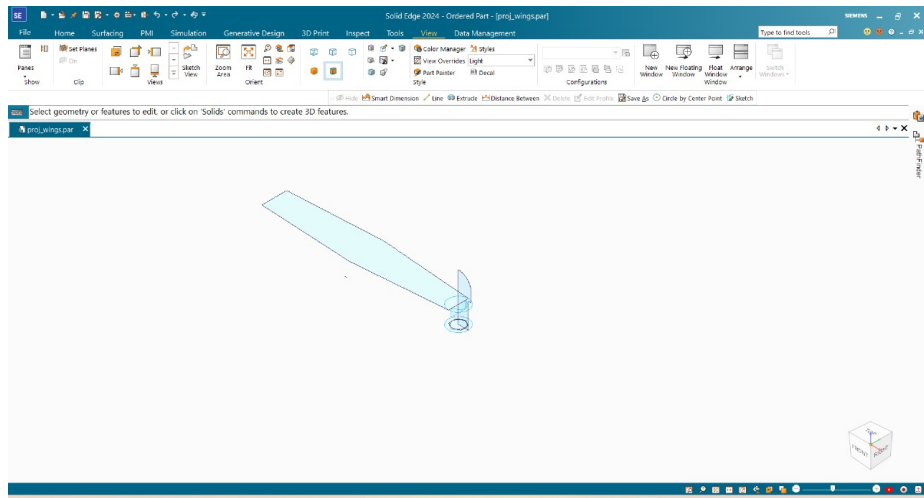 SE
Solid Edge 2024 - Ordered Part - [proj_wings.par]
SIEMENS
File Home Surfacing PMI Simulation Generative Design 3D Print Inspect Tools View Data Management
Type to find tools
Panes
Set Planes
On
Sketch View
Zoom Area
Fit
Color Manager
Styles
View Overrides
Light
Part Painter
Decal
New Window
New Floating Window
Float Window
Arrange
Switch Windows
Show Clip Views Orient Style Configurations Window
Hide Smart Dimension Line Extrude Distance Between Delete Edit Profile Save As Circle by Center Point Sketch
Select geometry or features to edit, or click on 'Solids' commands to create 3D features.
proj_wings.par
PathFinder
FRONT
RIGHT